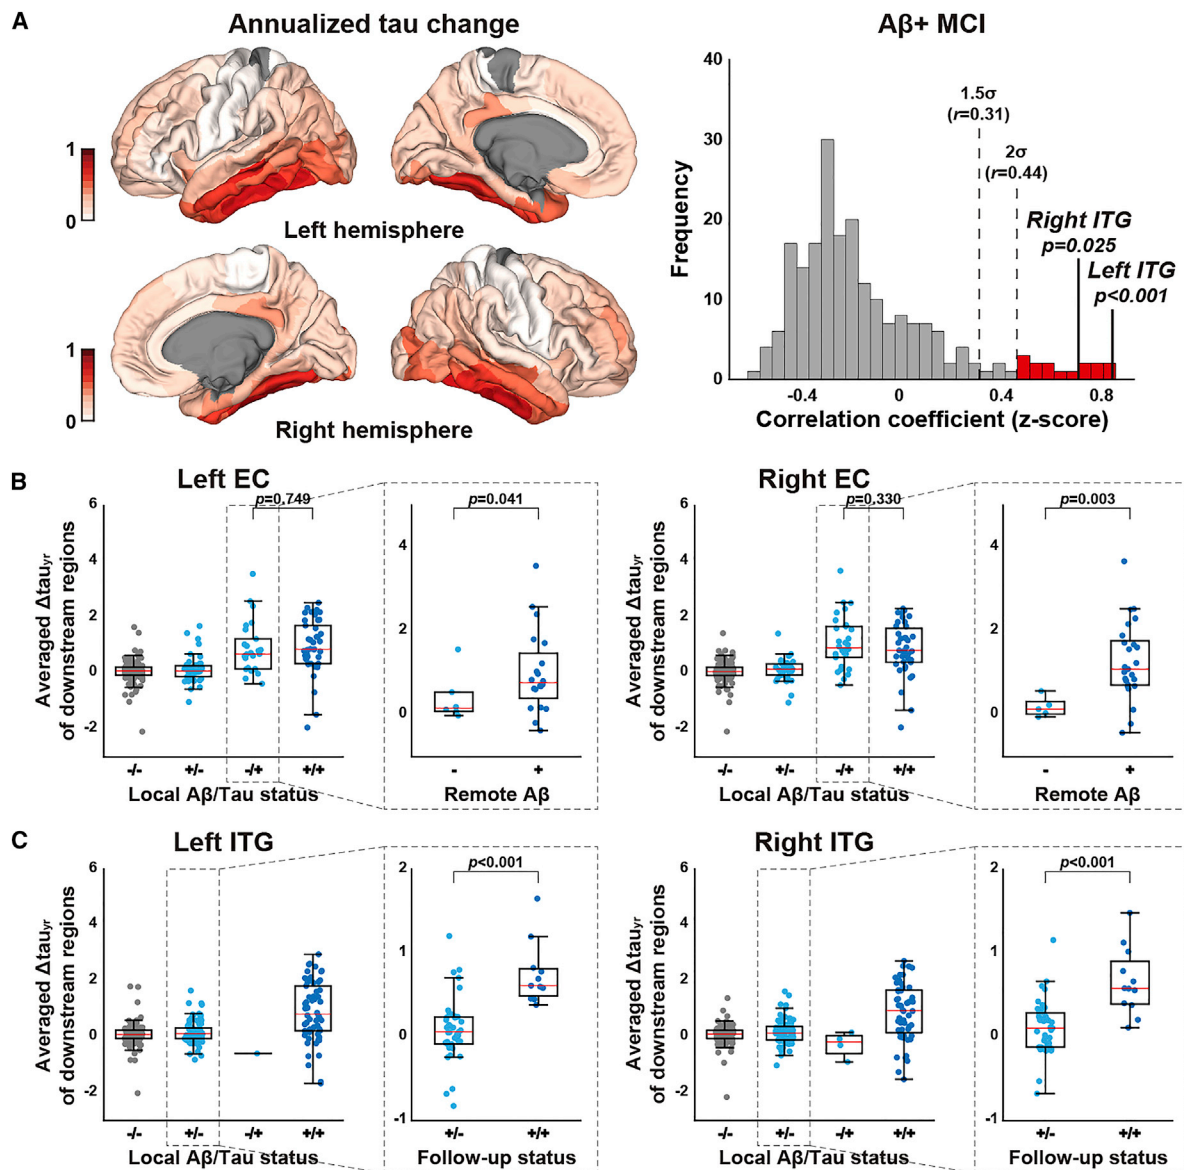 A
Annualized tau change
1
0
Left hemisphere
1
0
Right hemisphere
Aβ+ MCI
Frequency
40
30
20
10
0
1.5σ
(r=0.31)
2σ
(r=0.44)
Right ITG
p=0.025
Left ITG
p<0.001
-0.4
0
0.4
0.8
Correlation coefficient (z-score)
B
Left EC
Averaged Δtauyr
of downstream regions
6
4
2
0
-2
p=0.749
-/-
+/-
-/+
+/+
Local Aβ/Tau status
p=0.041
4
2
0
-
+
Remote Aβ
Right EC
Averaged Δtauyr
of downstream regions
6
4
2
0
-2
p=0.330
-/-
+/-
-/+
+/+
Local Aβ/Tau status
p=0.003
4
2
0
-
+
Remote Aβ
C
Left ITG
Averaged Δtauyr
of downstream regions
6
4
2
0
-2
-/-
+/-
-/+
+/+
Local Aβ/Tau status
p<0.001
2
1
0
-1
+/-
+/+
Follow-up status
Right ITG
Averaged Δtauyr
of downstream regions
6
4
2
0
-2
-/-
+/-
-/+
+/+
Local Aβ/Tau status
p<0.001
2
1
0
-1
+/-
+/+
Follow-up status